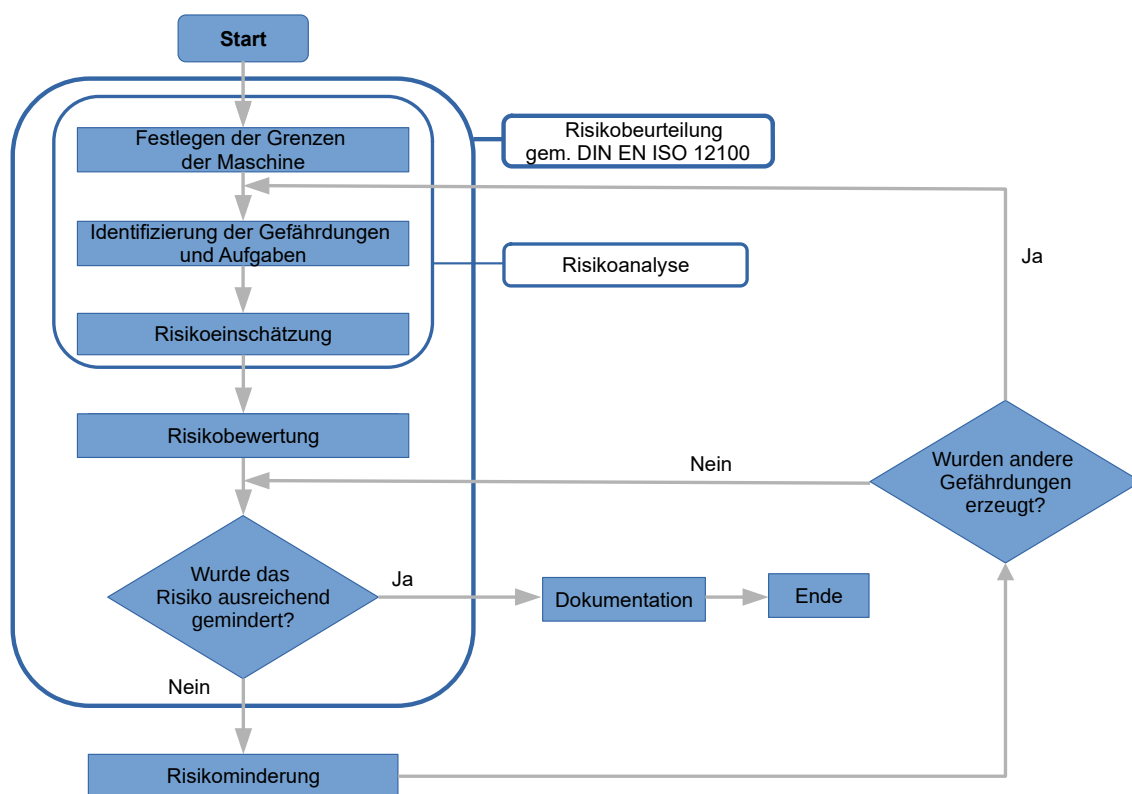 Start
Festlegen der Grenzen
der Maschine
Risikobeurteilung
gem. DIN EN ISO 12100
Identifizierung der Gefährdungen
und Aufgaben
Risikoanalyse
Ja
Risikoeinschätzung
Risikobewertung
Nein
Wurden andere
Gefährdungen
erzeugt?
Wurde das
Risiko ausreichend
gemindert?
Ja
Dokumentation
Ende
Nein
Risikominderung